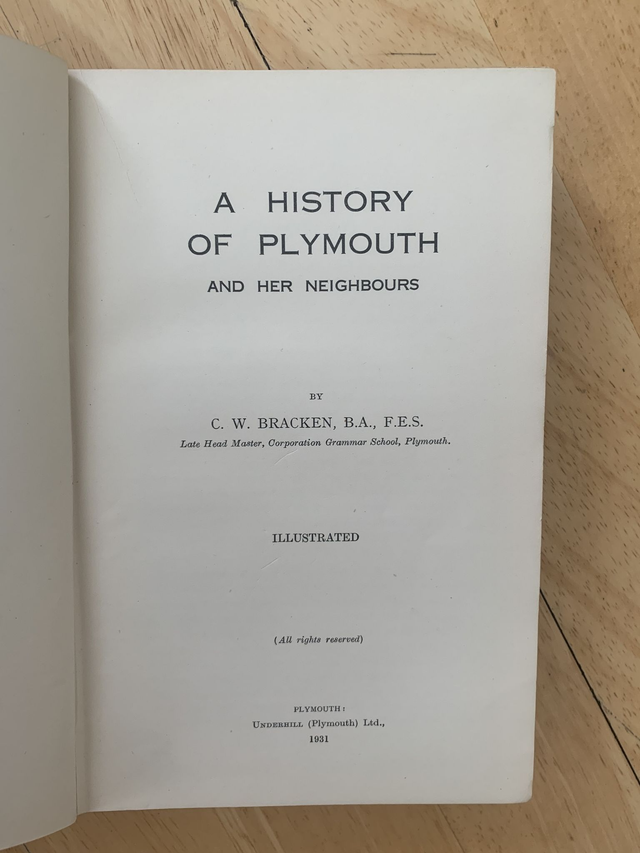 A HISTORY
OF PLYMOUTH
AND HER NEIGHBOURS
BY
C. W. BRACKEN, B.A., F.E.S.
Late Head Master, Corporation Grammar School, Plymouth.
ILLUSTRATED
(All rights reserved)
PLYMOUTH:
UNDERHILL (Plymouth) Ltd.,
1931